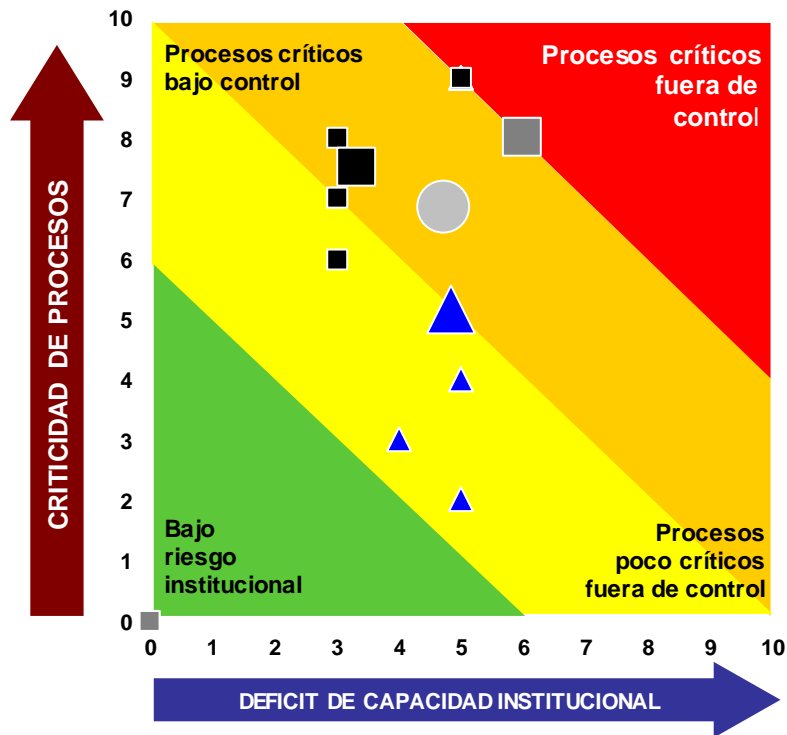 10
9
8
7
6
5
4
3
2
1
0
CRITICIDAD DE PROCESOS
Procesos críticos
bajo control
Procesos críticos
fuera de
control
Bajo
riesgo
institucional
Procesos
poco críticos
fuera de control
0 1 2 3 4 5 6 7 8 9 10
DEFICIT DE CAPACIDAD INSTITUCIONAL